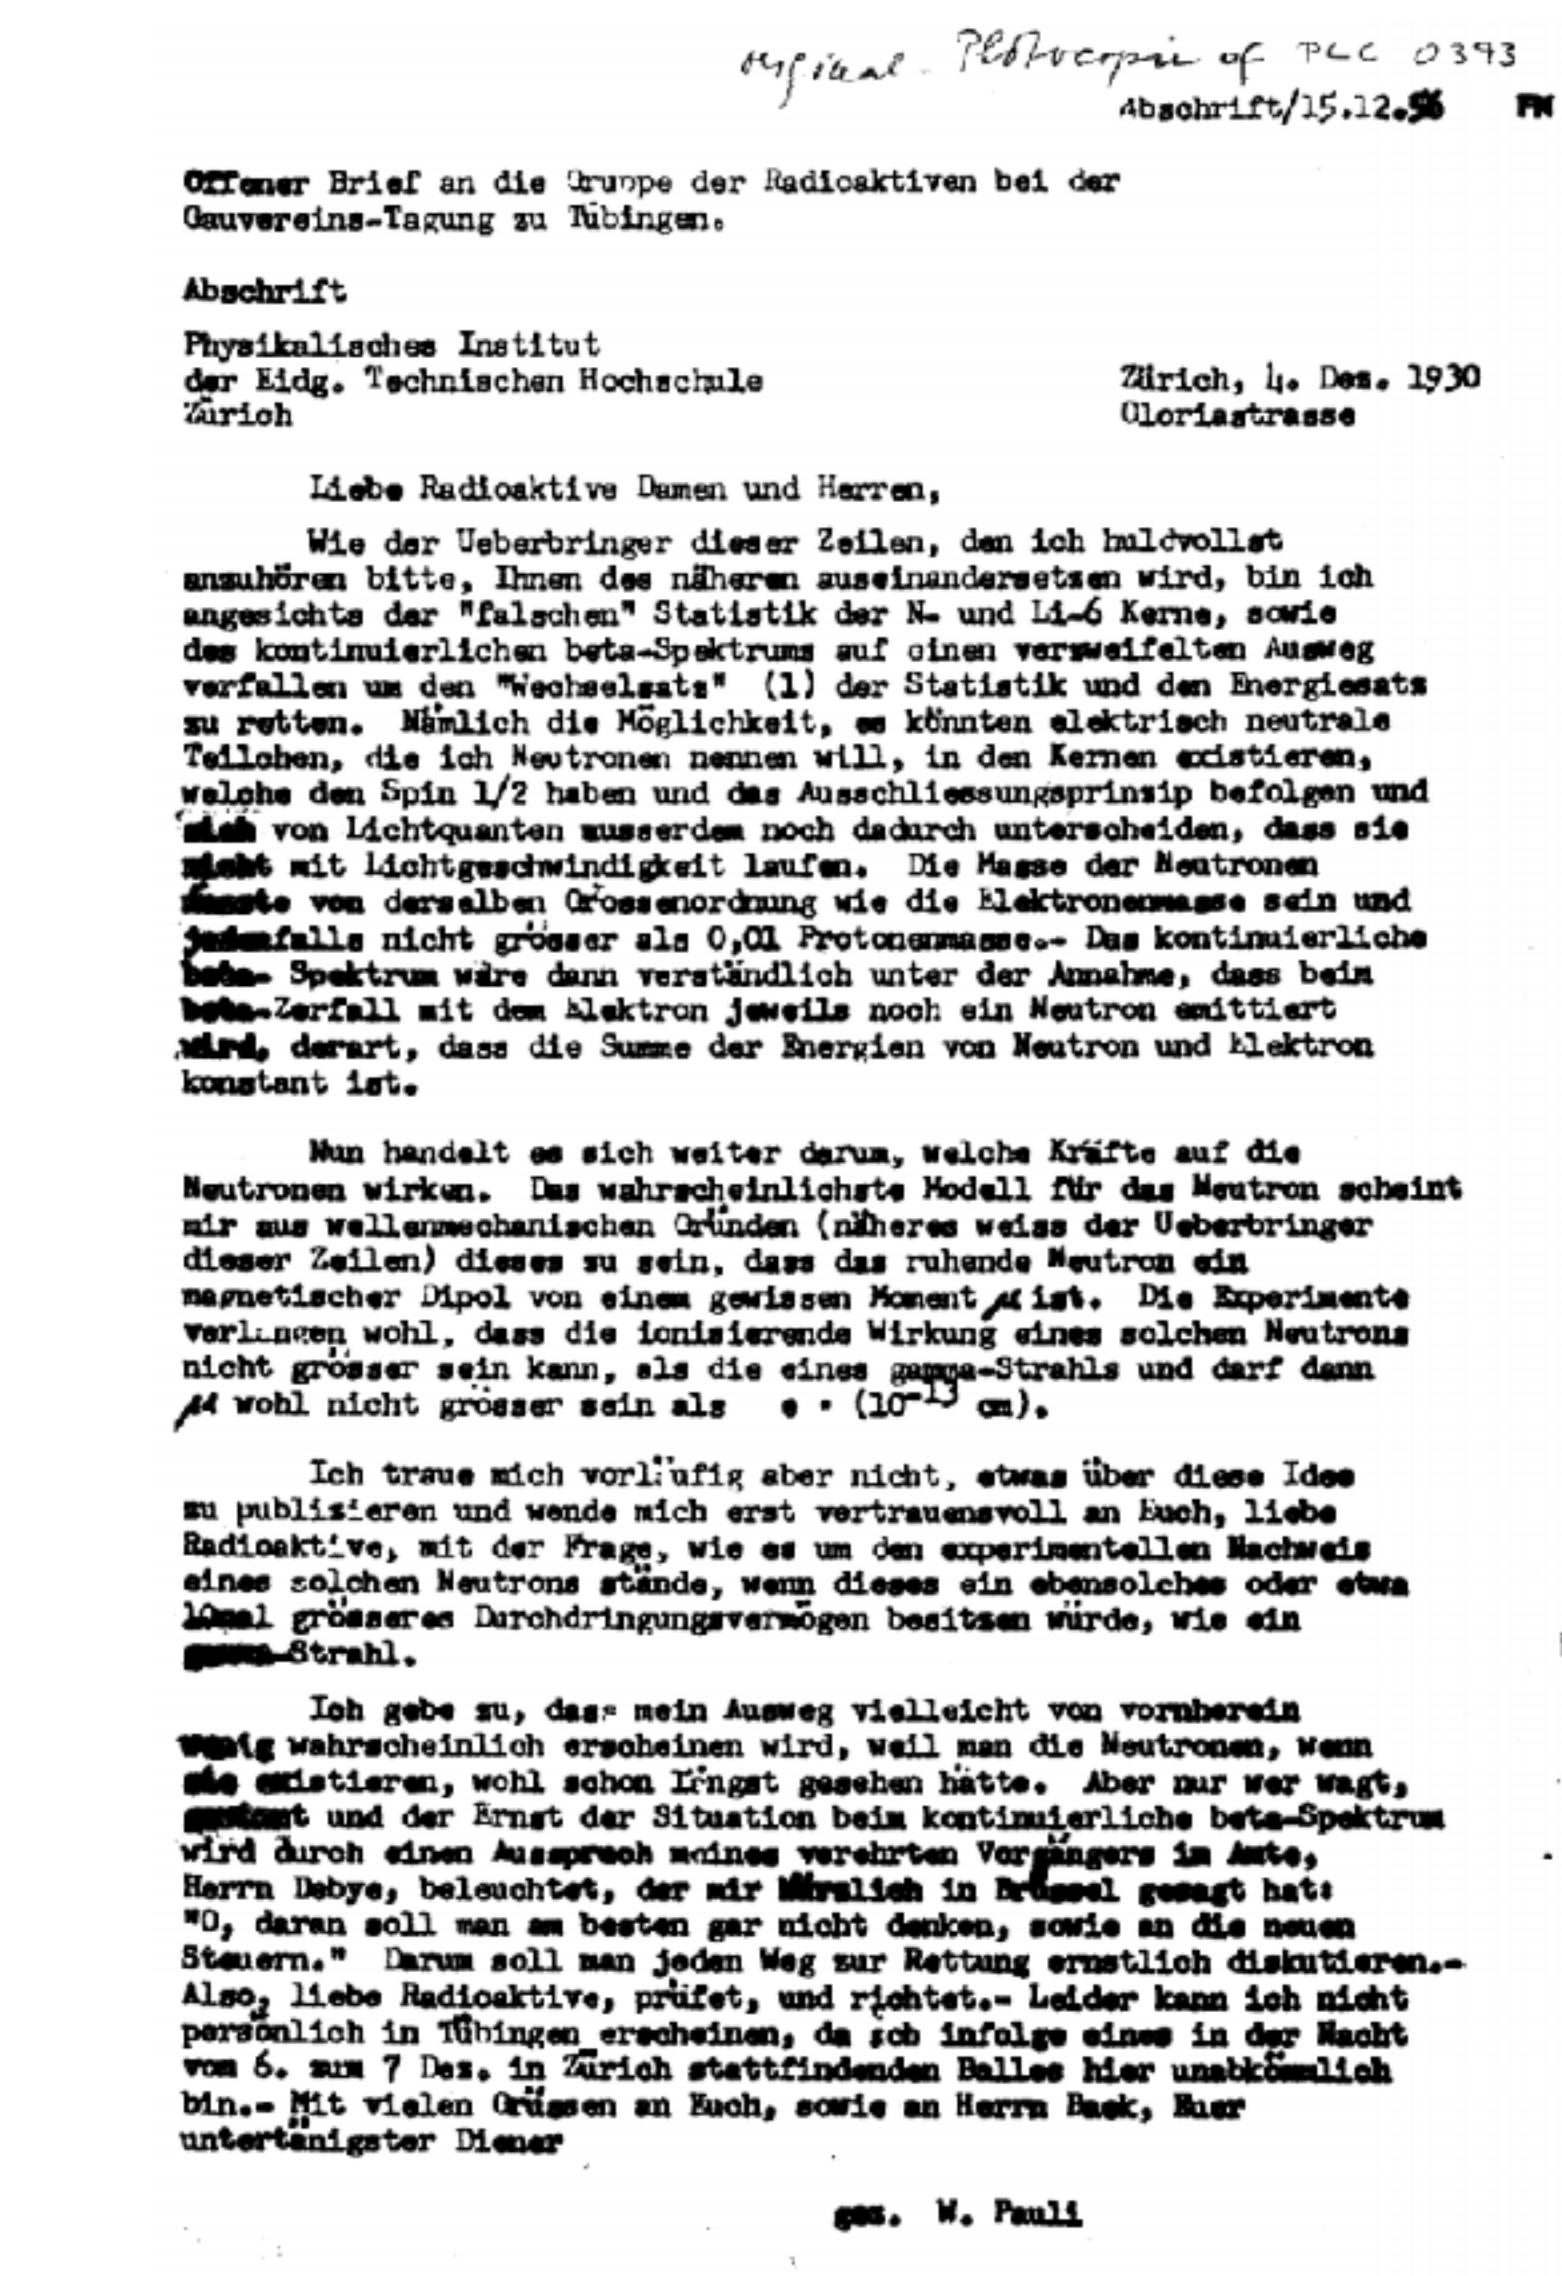 original - Photocopie of PLC 0393
Abschrift/15.12.56 PM
Offener Brief an die Gruppe der Radioaktiven bei der
Gauvereins-Tagung zu Tübingen.
Abschrift
Physikalisches Institut
der Eidg. Technischen Hochschule
Zürich
Zürich, 4. Dez. 1930
Gloriastrasse
Liebe Radioaktive Damen und Herren,
Wie der Ueberbringer dieser Zeilen, den ich huldvollst
anzuhören bitte, Ihnen des näheren auseinandersetzen wird, bin ich
angesichts der "falschen" Statistik der N- und Li-6 Kerne, sowie
des kontinuierlichen beta-Spektrums auf einen verzweifelten Ausweg
verfallen um den "Wechselsatz" (1) der Statistik und den Energiesatz
zu retten. Nämlich die Möglichkeit, es könnten elektrisch neutrale
Teilchen, die ich Neutronen nennen will, in den Kernen existieren,
welche den Spin 1/2 haben und das Ausschliessungsprinzip befolgen und
sich von Lichtquanten ausserdem noch dadurch unterscheiden, dass sie
nicht mit Lichtgeschwindigkeit laufen. Die Masse der Neutronen
müsste von derselben Grossenordnung wie die Elektronenmasse sein und
jedenfalls nicht grösser als 0,01 Protonenmasse.- Das kontinuierliche
beta- Spektrum wäre dann verständlich unter der Annahme, dass beim
beta-Zerfall mit dem Elektron jeweils noch ein Neutron emittiert
wird, derart, dass die Summe der Energien von Neutron und Elektron
konstant ist.
Nun handelt es sich weiter darum, welche Kräfte auf die
Neutronen wirken. Das wahrscheinlichste Modell für das Neutron scheint
mir aus wellenmechanischen Gründen (näheres weiss der Ueberbringer
dieser Zeilen) dieses zu sein, dass das ruhende Neutron ein
magnetischer Dipol von einem gewissen Moment μ ist. Die Experimente
verlangen wohl, dass die ionisierende Wirkung eines solchen Neutrons
nicht grösser sein kann, als die eines gamma-Strahls und darf dann
μ wohl nicht grösser sein als e · (10⁻¹³ cm).
Ich traue mich vorläufig aber nicht, etwas über diese Idee
zu publizieren und wende mich erst vertrauensvoll an Euch, liebe
Radioaktive, mit der Frage, wie es um den experimentellen Nachweis
eines solchen Neutrons stände, wenn dieses ein ebensolches oder etwa
10mal grösseres Durchdringungsvermögen besitzen würde, wie ein
gamma-Strahl.
Ich gebe zu, dass mein Ausweg vielleicht von vornherein
wenig wahrscheinlich erscheinen wird, weil man die Neutronen, wenn
sie existieren, wohl schon längst gesehen hätte. Aber nur wer wagt,
gewinnt und der Ernst der Situation beim kontinuierliche beta-Spektrum
wird durch einen Ausspruch meines verehrten Vorgängers im Amte,
Herrn Debye, beleuchtet, der mir kürzlich in Brüssel gesagt hat:
"O, daran soll man am besten gar nicht denken, sowie an die neuen
Steuern." Darum soll man jeden Weg zur Rettung ernstlich diskutieren.-
Also, liebe Radioaktive, prüfet, und richtet.- Leider kann ich nicht
persönlich in Tübingen erscheinen, da ich infolge eines in der Nacht
vom 6. zum 7 Dez. in Zürich stattfindenden Balles hier unabkömmlich
bin.- Mit vielen Grüssen an Euch, sowie an Herrn Back, Euer
untertänigster Diener
gez. W. Pauli